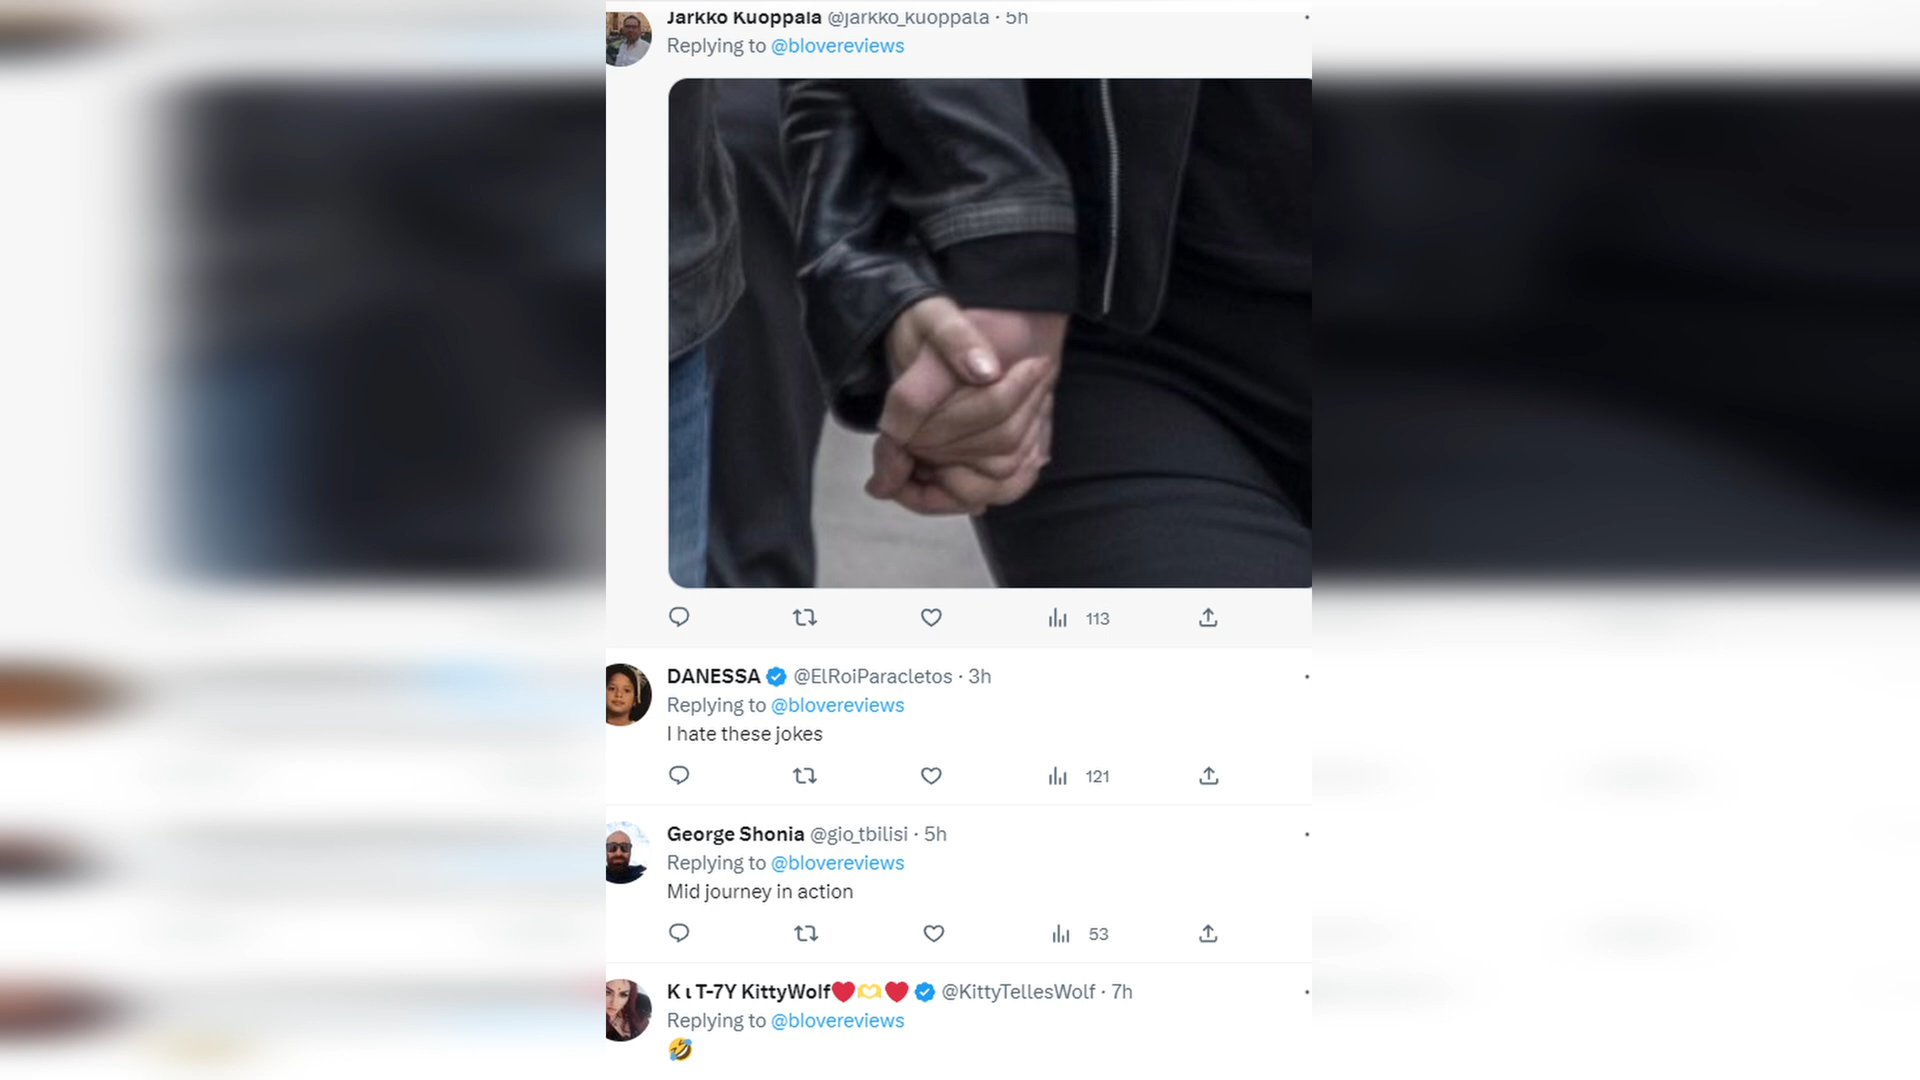 Jarkko Kuoppala @jarkko_kuoppala · 5h
Replying to @blovereviews
113
DANESSA @ElRoiParacletos · 3h
Replying to @blovereviews
I hate these jokes
121
George Shonia @gio_tbilisi · 5h
Replying to @blovereviews
Mid journey in action
53
K ɩ T-7Y KittyWolf❤️🫶❤️ @KittyTellesWolf · 7h
Replying to @blovereviews
🤣